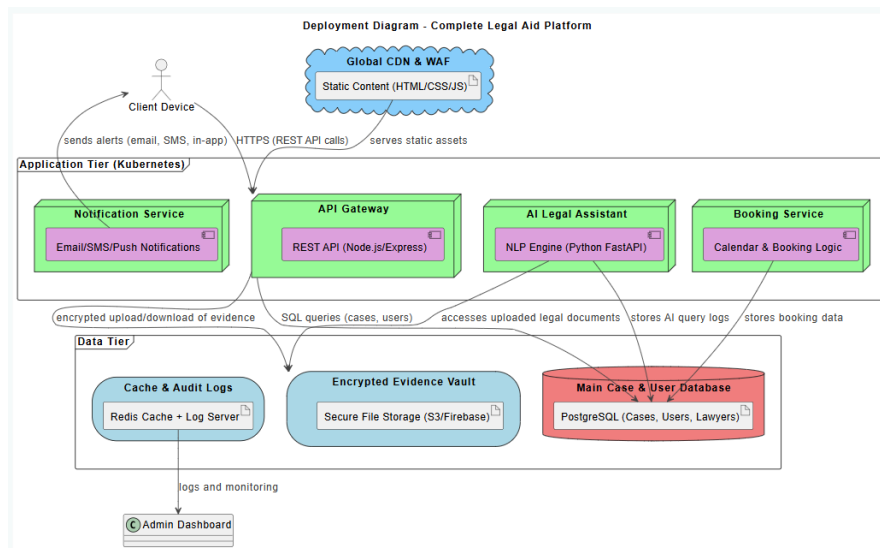 Deployment Diagram - Complete Legal Aid Platform
Global CDN & WAF
Static Content (HTML/CSS/JS)
Client Device
sends alerts (email, SMS, in-app)
HTTPS (REST API calls)
serves static assets
Application Tier (Kubernetes)
Notification Service
Email/SMS/Push Notifications
API Gateway
REST API (Node.js/Express)
AI Legal Assistant
NLP Engine (Python FastAPI)
Booking Service
Calendar & Booking Logic
encrypted upload/download of evidence
SQL queries (cases, users)
accesses uploaded legal documents
stores AI query logs
stores booking data
Data Tier
Cache & Audit Logs
Redis Cache + Log Server
Encrypted Evidence Vault
Secure File Storage (S3/Firebase)
Main Case & User Database
PostgreSQL (Cases, Users, Lawyers)
logs and monitoring
C Admin Dashboard